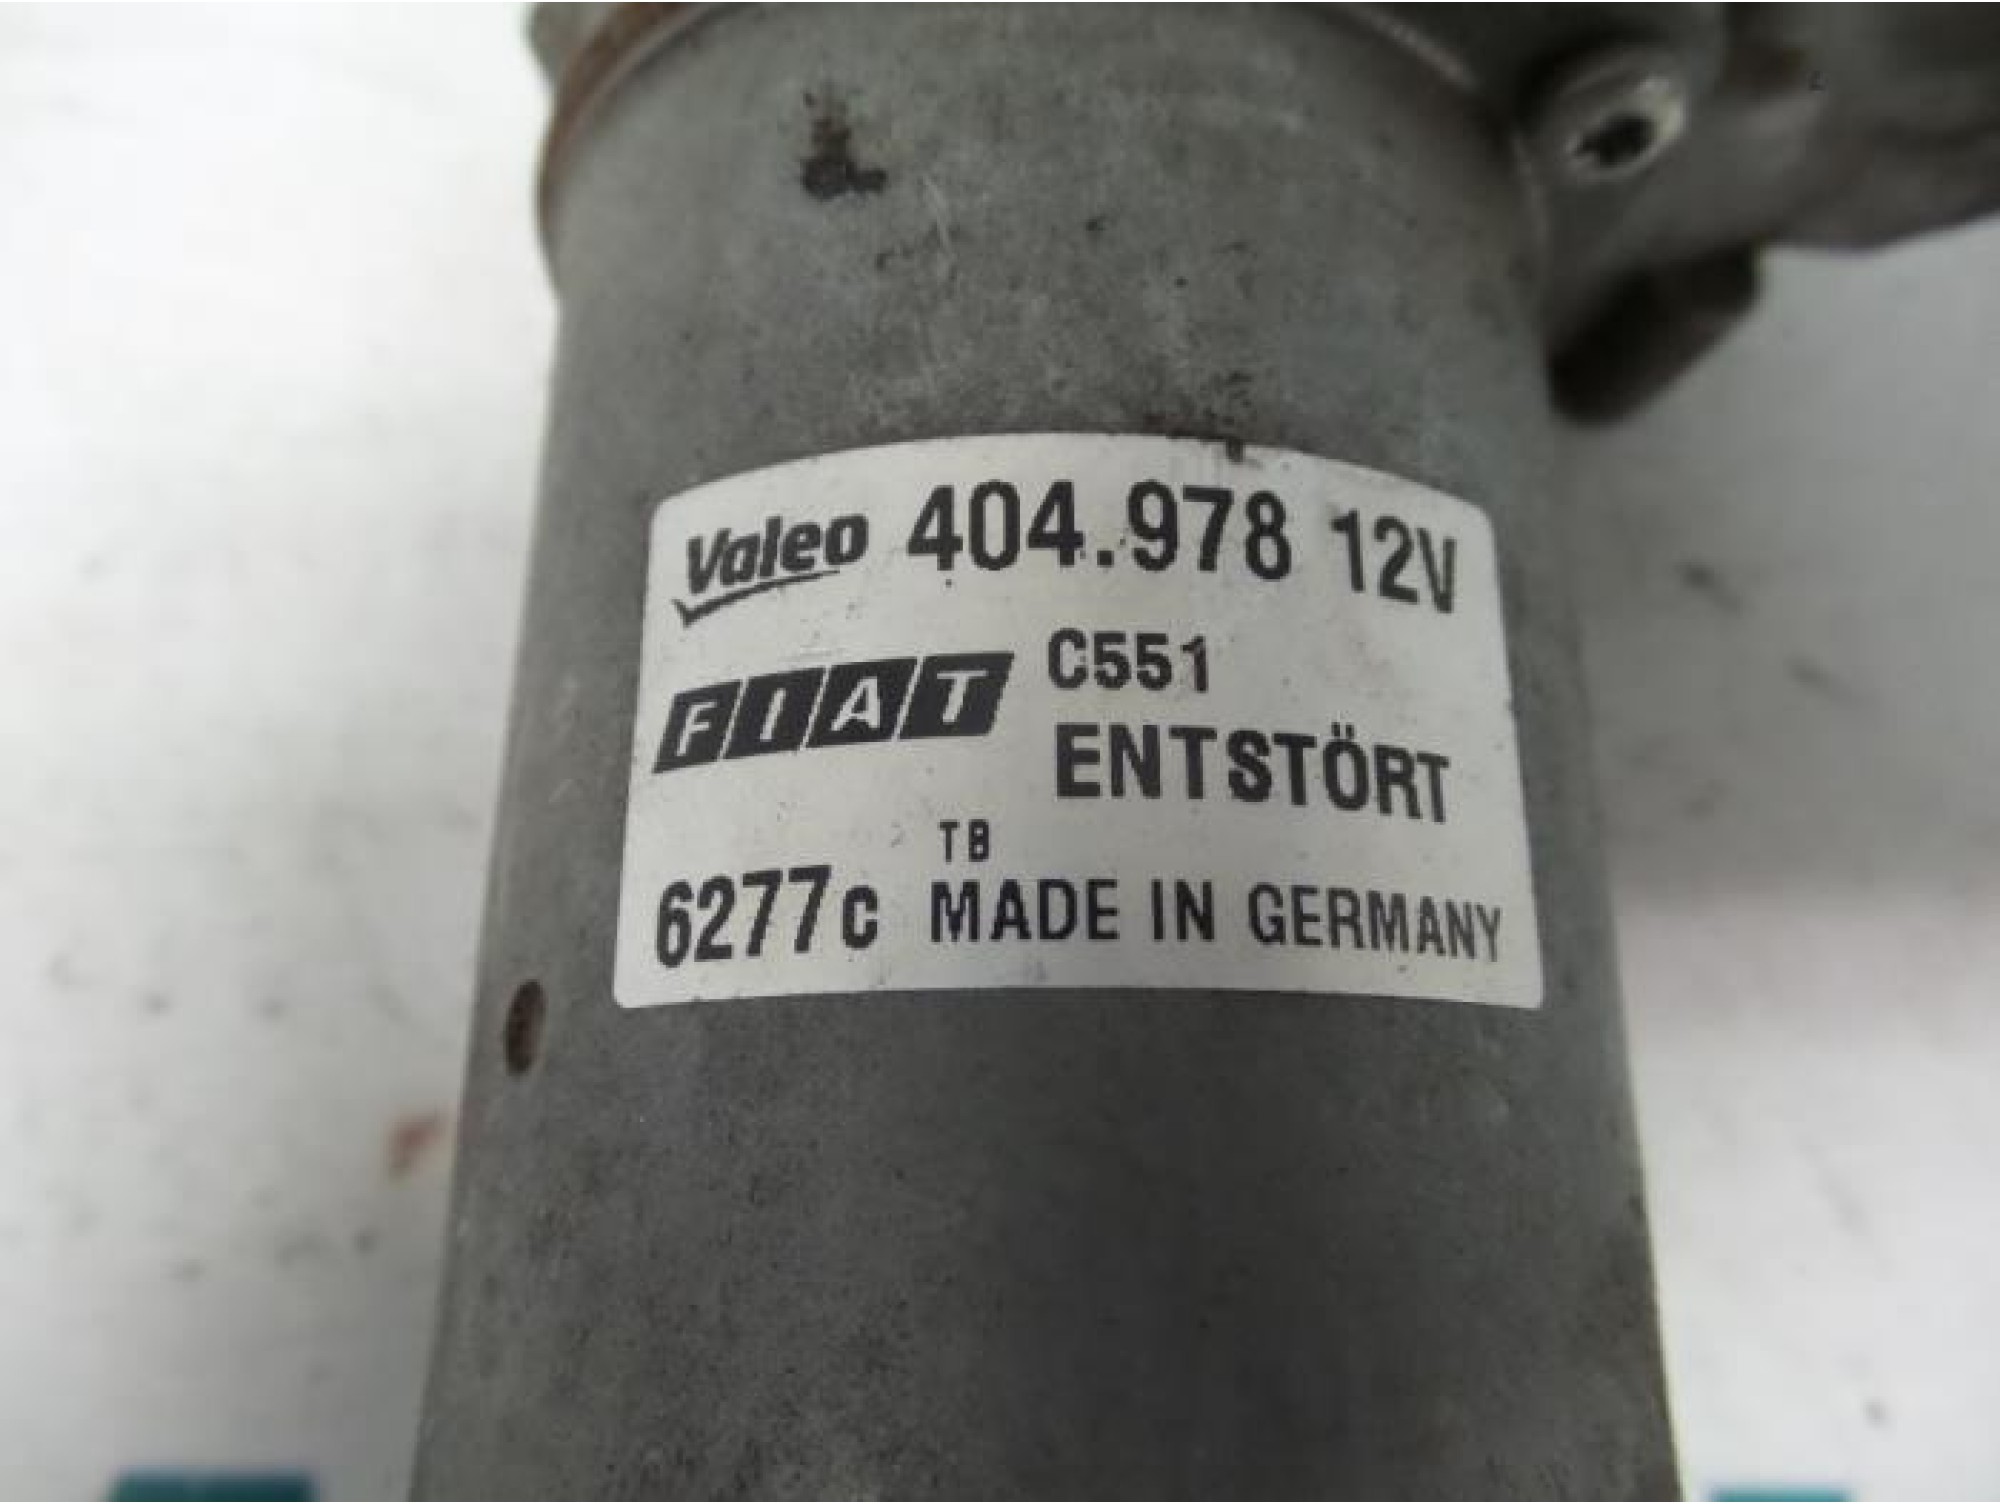 Valeo 404.978 12V
FIAT C551
ENTSTÖRT
TB
6277c MADE IN GERMANY